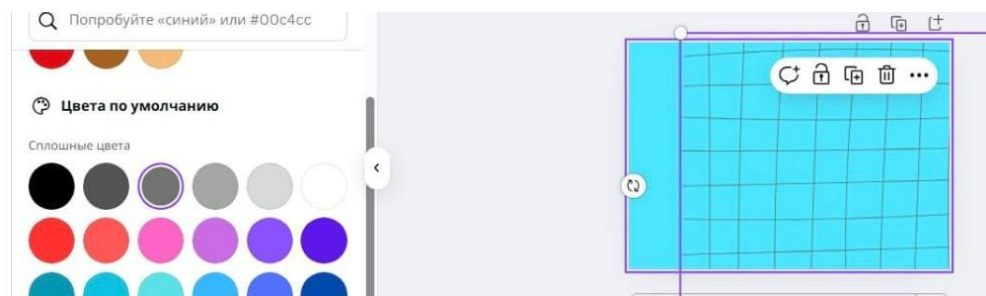 Попробуйте «синий» или #00c4cc
Цвета по умолчанию
Сплошные цвета